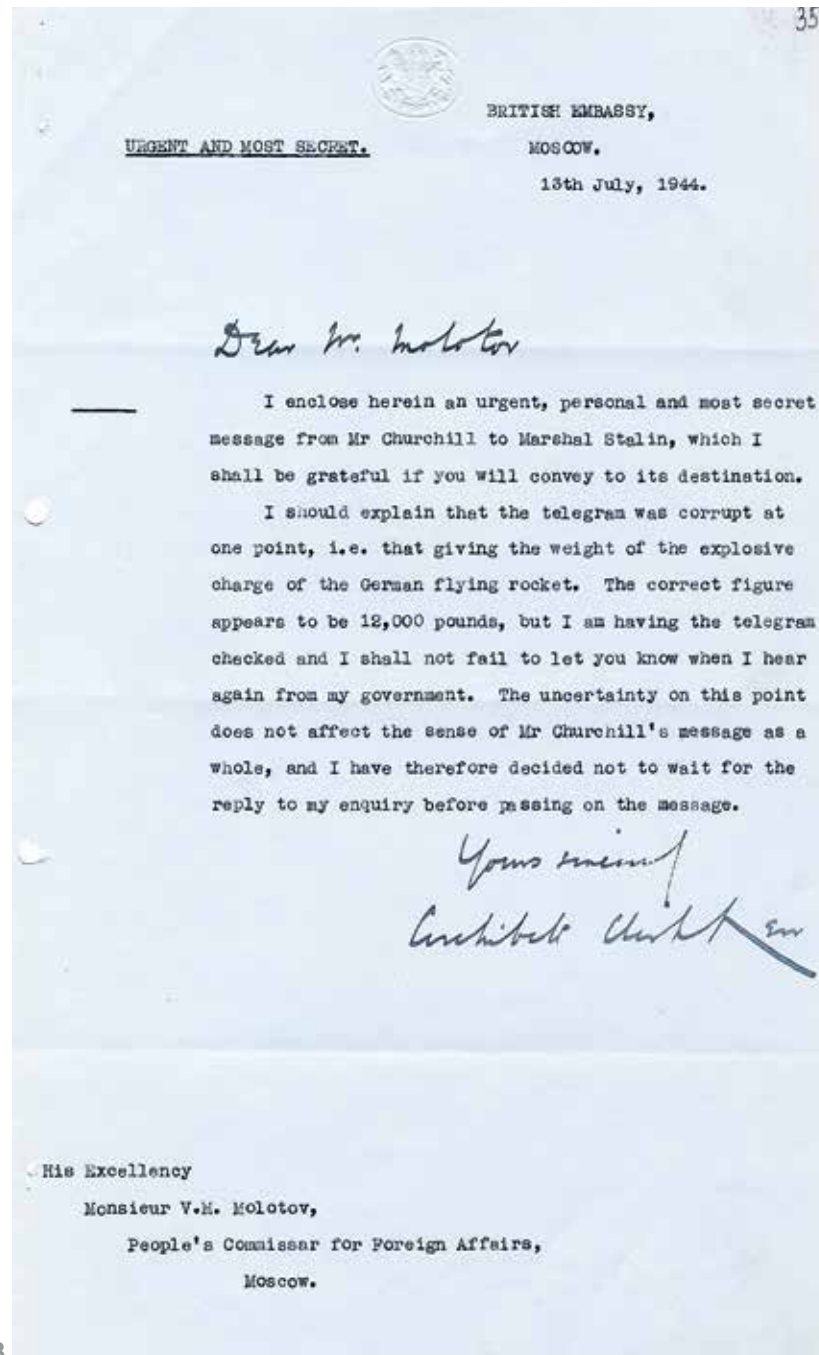 35
BRITISH EMBASSY,
URGENT AND MOST SECRET.
MOSCOW.
13th July, 1944.
Dear Mr. Molotov
I enclose herein an urgent, personal and most secret
message from Mr Churchill to Marshal Stalin, which I
shall be grateful if you will convey to its destination.
I should explain that the telegram was corrupt at
one point, i.e. that giving the weight of the explosive
charge of the German flying rocket. The correct figure
appears to be 12,000 pounds, but I am having the telegram
checked and I shall not fail to let you know when I hear
again from my government. The uncertainty on this point
does not affect the sense of Mr Churchill's message as a
whole, and I have therefore decided not to wait for the
reply to my enquiry before passing on the message.
Yours sincerely
Archibald Clark Kerr
His Excellency
Monsieur V.M. Molotov,
People's Commissar for Foreign Affairs,
Moscow.